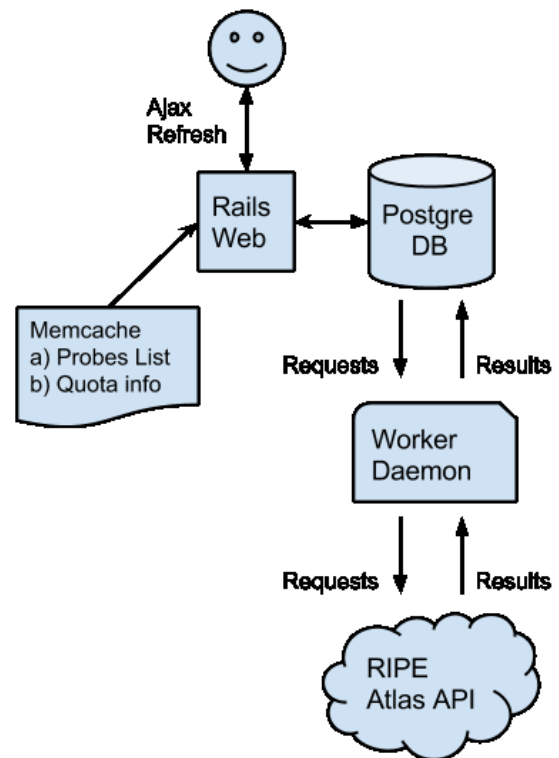 Ajax
Refresh
Rails
Web
Postgre
DB
Memcache
a) Probes List
b) Quota info
Requests
Results
Worker
Daemon
Requests
Results
RIPE
Atlas API